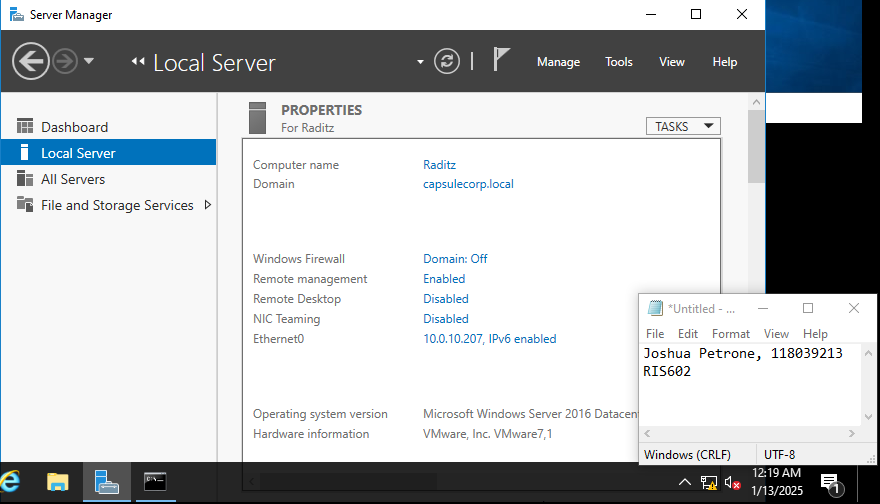 Server Manager
Local Server
Manage Tools View Help
Dashboard
Local Server
All Servers
File and Storage Services
PROPERTIES
For Raditz
TASKS
Computer name Raditz
Domain capsulecorp.local
Windows Firewall Domain: Off
Remote management Enabled
Remote Desktop Disabled
NIC Teaming Disabled
Ethernet0 10.0.10.207, IPv6 enabled
Operating system version Microsoft Windows Server 2016 Datacent
Hardware information VMware, Inc. VMware7,1
*Untitled - ...
File Edit Format View Help
Joshua Petrone, 118039213
RIS602
Windows (CRLF) UTF-8
12:19 AM
1/13/2025
1